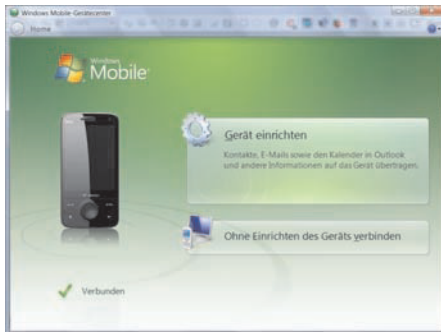 Windows Mobile-Gerätecenter
Home
Windows
Mobile
Gerät einrichten
Kontakte, E-Mails sowie den Kalender in Outlook
und andere Informationen auf das Gerät übertragen.
Ohne Einrichten des Geräts verbinden
Verbunden